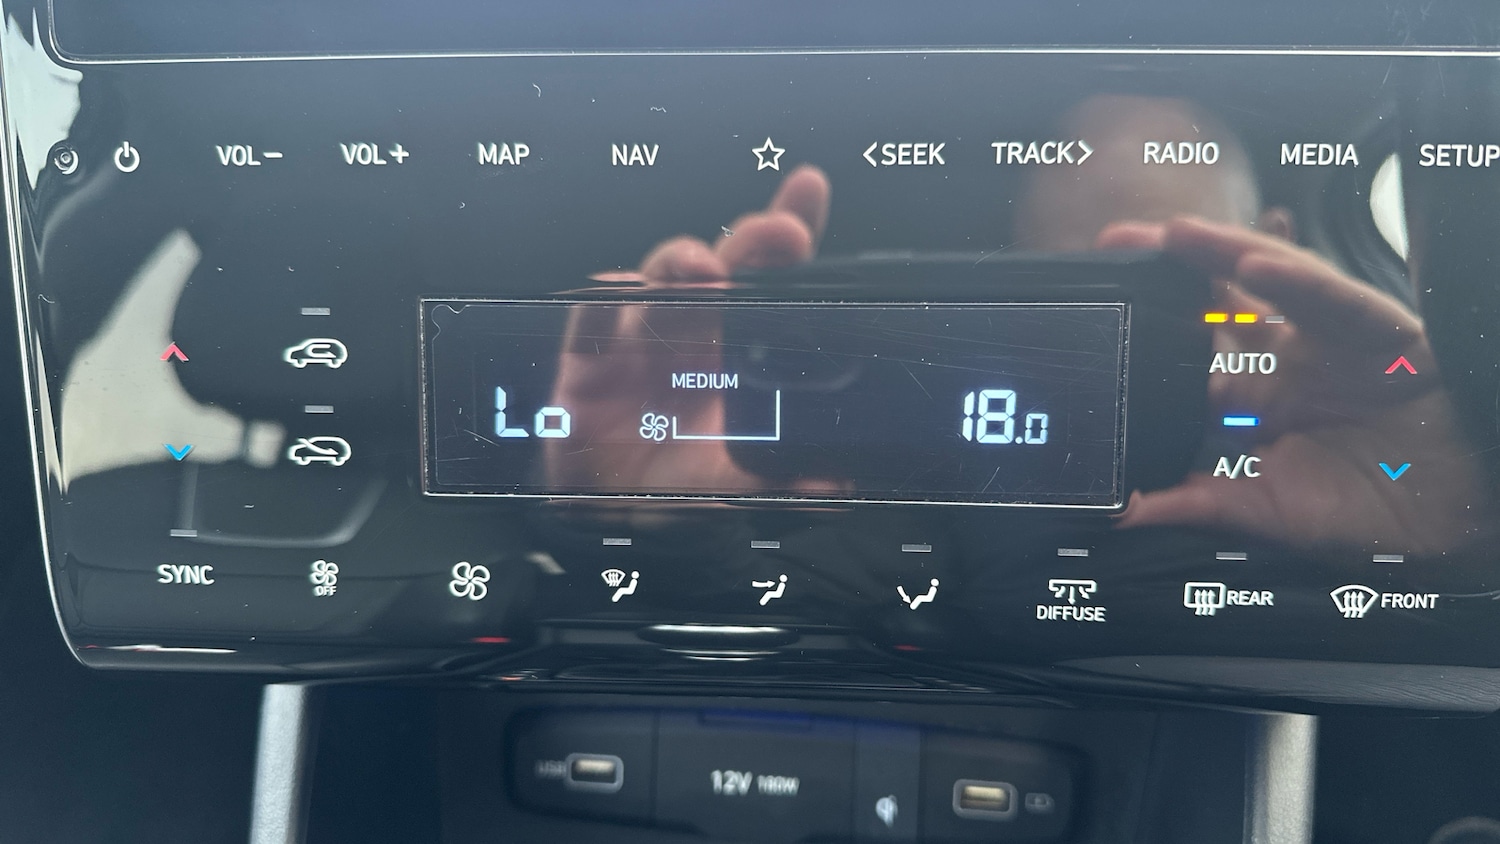 VOL− VOL+ MAP NAV <SEEK TRACK> RADIO MEDIA SETUP
AUTO
MEDIUM
Lo 18.0
A/C
SYNC OFF DIFFUSE REAR FRONT
USB 12V 180W